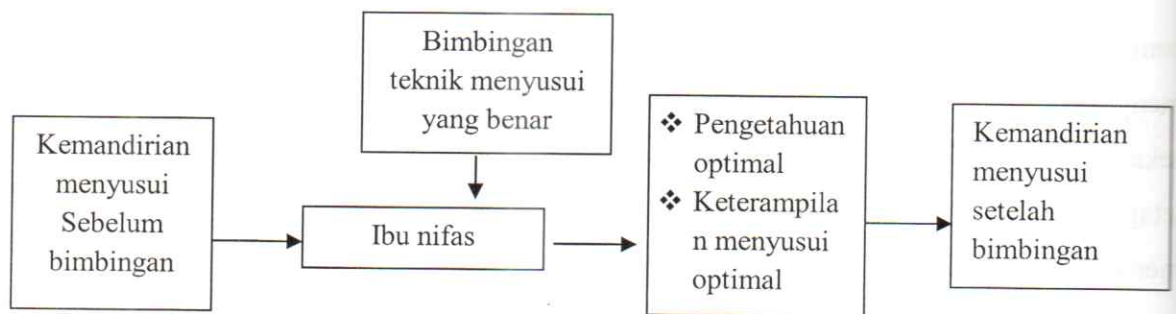 Bimbingan
teknik menyusui
yang benar
Kemandirian
menyusui
Sebelum
bimbingan
Ibu nifas
❖ Pengetahuan
optimal
❖ Keterampila
n menyusui
optimal
Kemandirian
menyusui
setelah
bimbingan